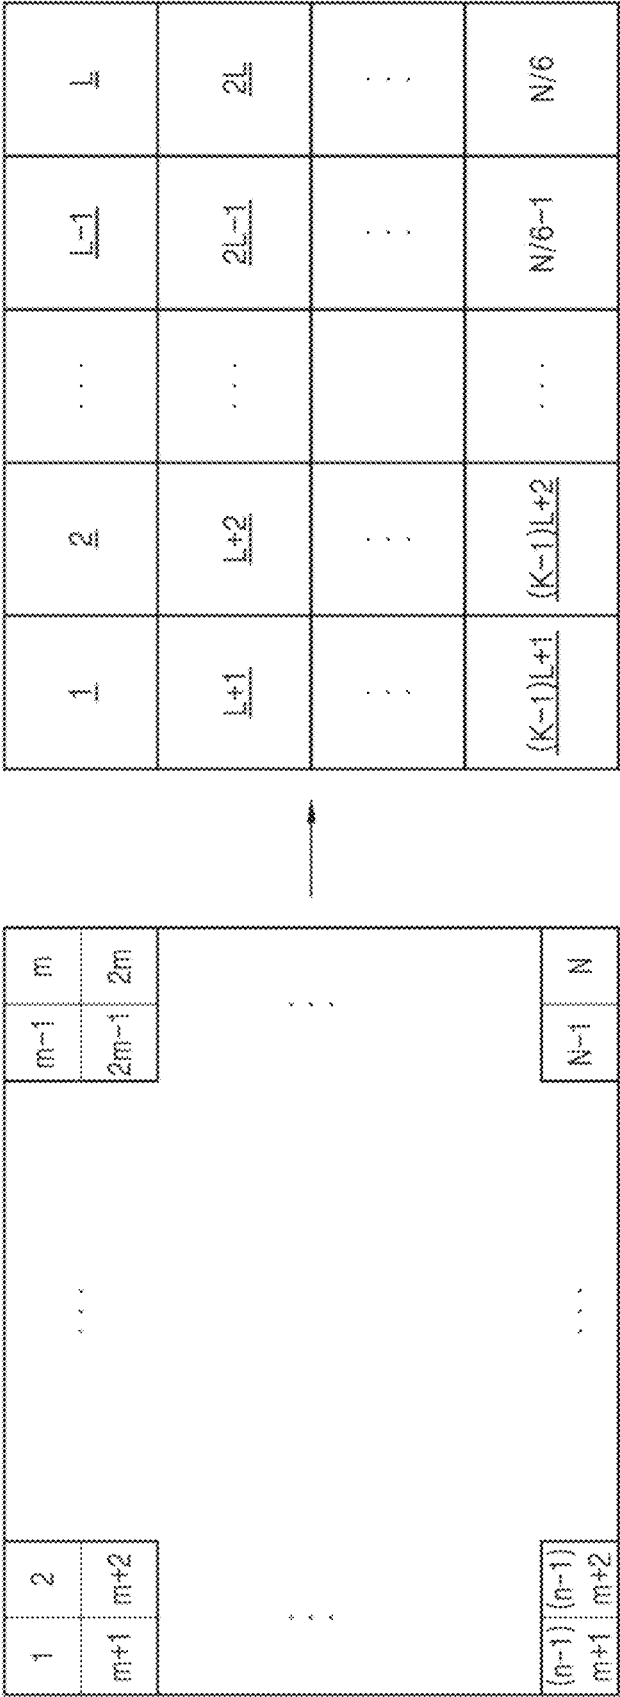 1 2 ... m-1 m
m+1 m+2 2m-1 2m
... ...
(n-1) (n-1) ... N-1 N
m+1 m+2
1 2 ... L-1 L
L+1 L+2 ... 2L-1 2L
... ... ... ...
(K-1)L+1 (K-1)L+2 ... N/6-1 N/6